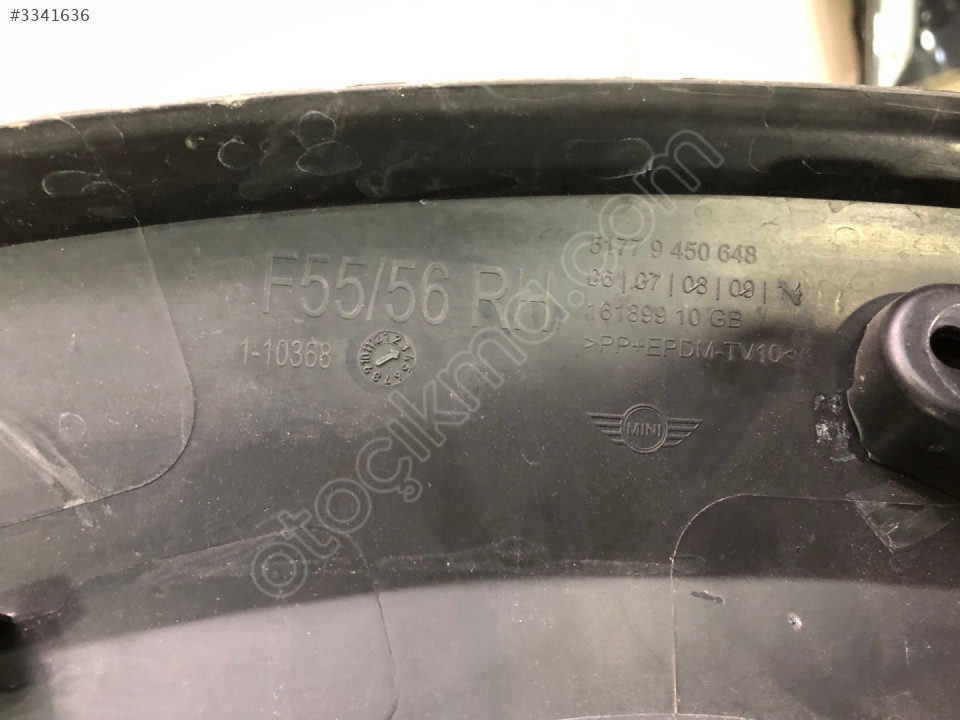 #3341636
F55/56 RH
1-10368
5177 9 450 648
06 | 07 | 08 | 09 |
161899 10 GB
>PP+EPDM-TV10<
MINI
otoçıkma.com